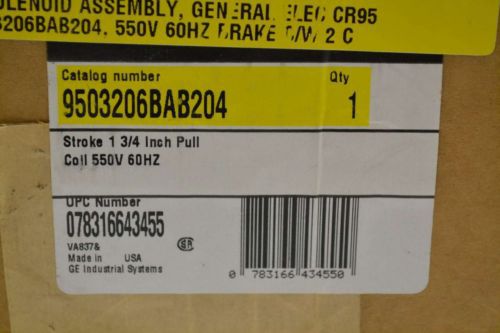 SOLENOID ASSEMBLY, GENERAL ELEC CR95
3206BAB204, 550V 60HZ BRAKE D/W 2 C
Catalog number
Qty
9503206BAB204
1
Stroke 1 3/4 Inch Pull
Coil 550V 60HZ
UPC Number
078316643455
VA837&
Made in USA
GE Industrial Systems
0 783166 434550